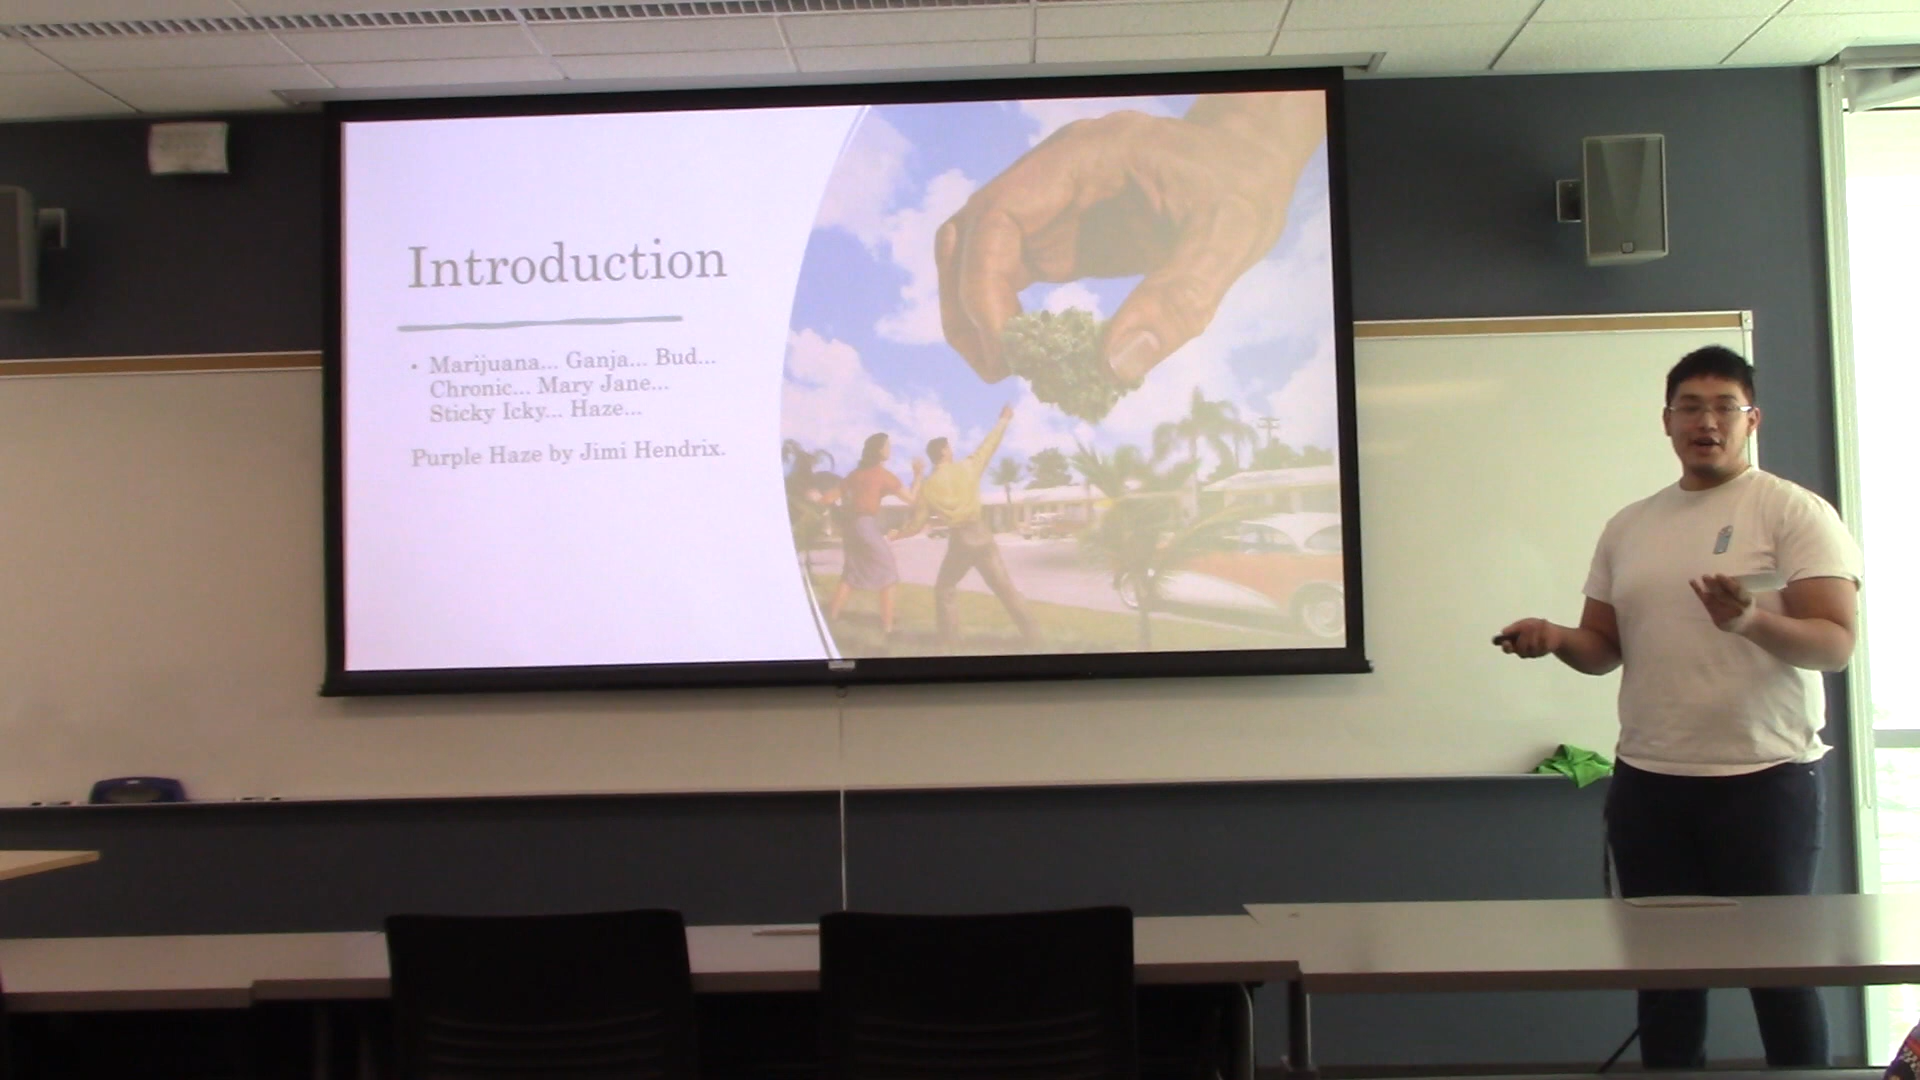 Introduction
• Marijuana... Ganja... Bud...
Chronic... Mary Jane...
Sticky Icky... Haze...
Purple Haze by Jimi Hendrix.